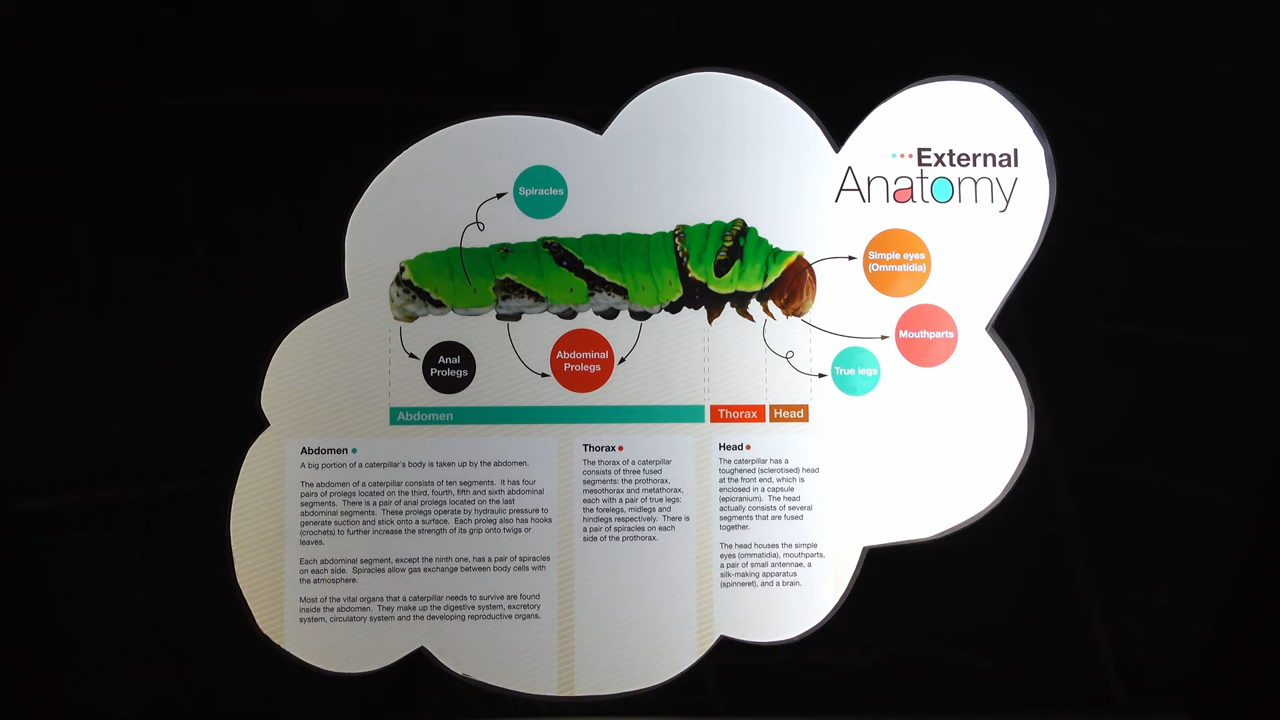 External
Anatomy
Spiracles
Simple eyes
(Ommatidia)
Mouthparts
True legs
Abdominal
Prolegs
Anal
Prolegs
Abdomen
Thorax
Head
Abdomen
A big portion of a caterpillar's body is taken up by the abdomen.
The abdomen of a caterpillar consists of ten segments. It has four
pairs of prolegs located on the third, fourth, fifth and sixth abdominal
segments. There is a pair of anal prolegs located on the last
abdominal segments. These prolegs operate by hydraulic pressure to
generate suction and stick onto a surface. Each proleg also has hooks
(crochets) to further increase the strength of its grip onto twigs or
leaves.
Each abdominal segment, except the ninth one, has a pair of spiracles
on each side. Spiracles allow gas exchange between body cells with
the atmosphere.
Most of the vital organs that a caterpillar needs to survive are found
inside the abdomen. They make up the digestive system, excretory
system, circulatory system and the developing reproductive organs.
Thorax
The thorax of a caterpillar
consists of three fused
segments: the prothorax,
mesothorax and metathorax,
each with a pair of true legs:
the forelegs, midlegs and
hindlegs respectively. There is
a pair of spiracles on each
side of the prothorax.
Head
The caterpillar has a
toughened (sclerotised) head
at the front end, which is
enclosed in a capsule
(epicranium). The head
actually consists of several
segments that are fused
together.
The head houses the simple
eyes (ommatidia), mouthparts,
a pair of small antennae, a
silk-making apparatus
(spinneret), and a brain.